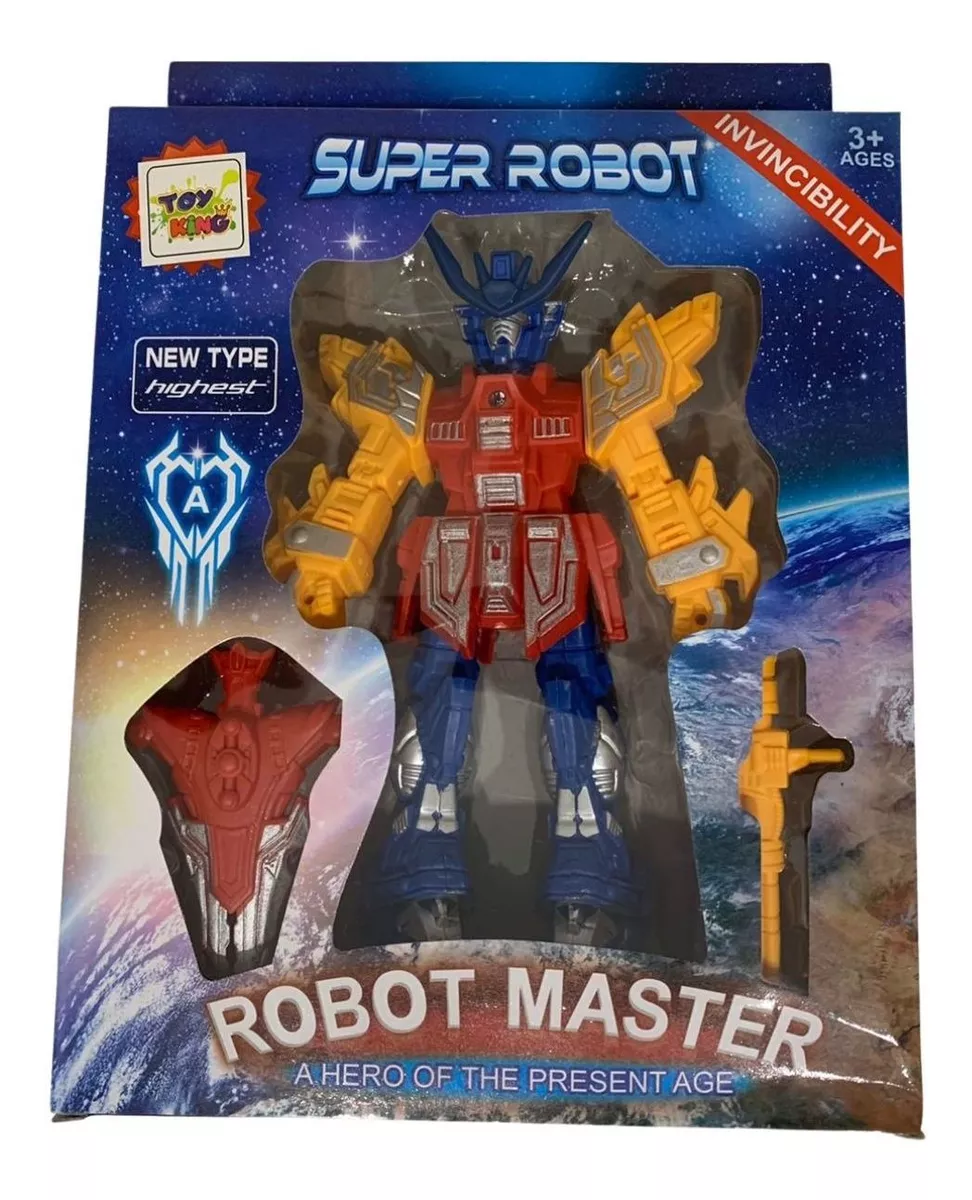 SUPER ROBOT
INVINCIBILITY
3+
AGES
TOY
KING
NEW TYPE
highest
A
ROBOT MASTER
A HERO OF THE PRESENT AGE